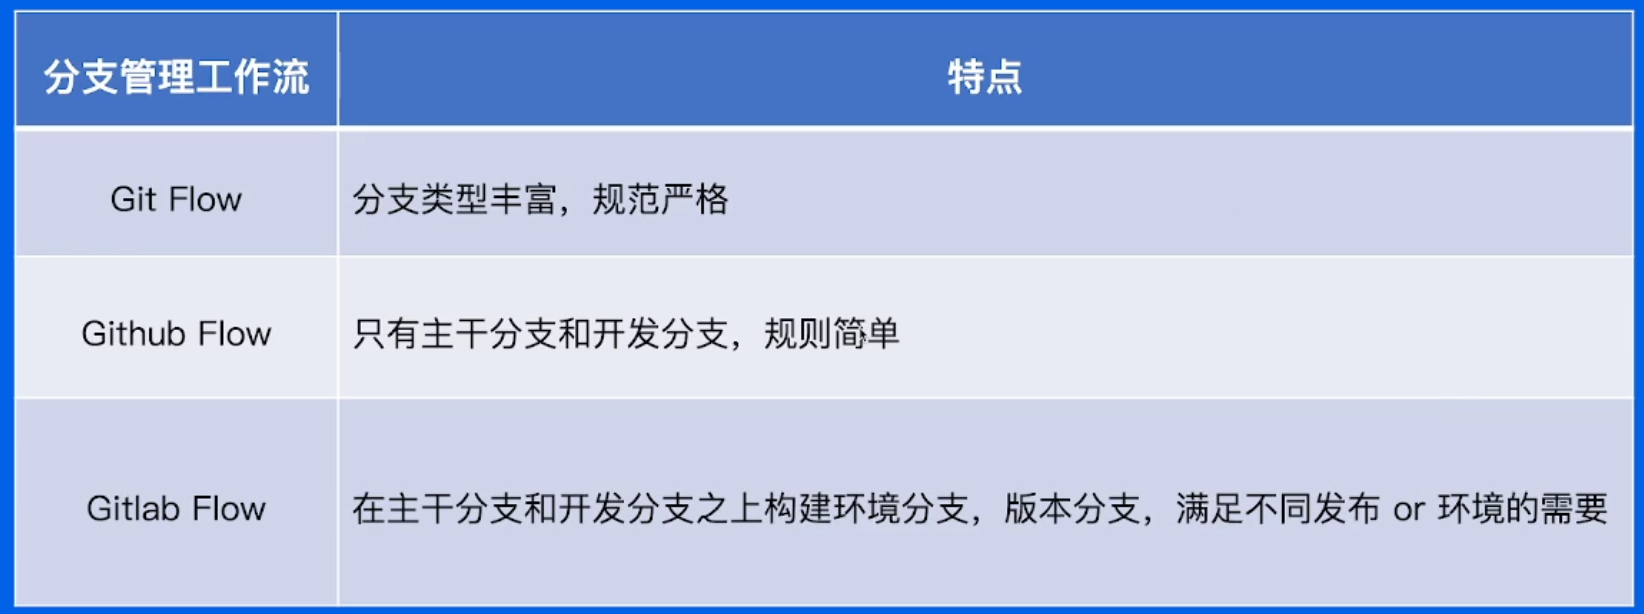 分支管理工作流
特点
Git Flow
分支类型丰富，规范严格
Github Flow
只有主干分支和开发分支，规则简单
Gitlab Flow
在主干分支和开发分支之上构建环境分支，版本分支，满足不同发布 or 环境的需要